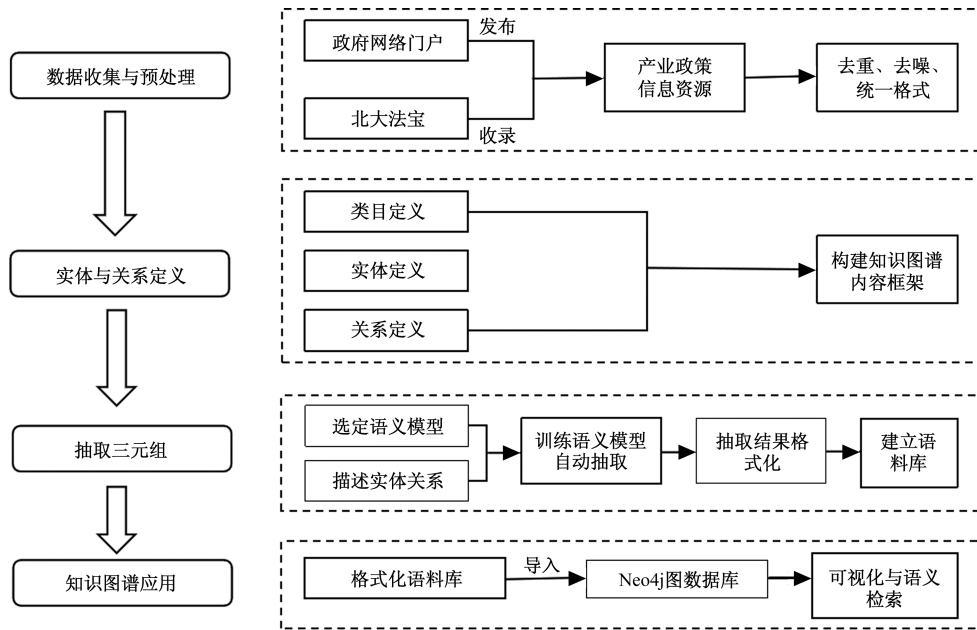 数据收集与预处理
政府网络门户
发布
北大法宝
收录
产业政策
信息资源
去重、去噪、
统一格式
实体与关系定义
类目定义
实体定义
关系定义
构建知识图谱
内容框架
抽取三元组
选定语义模型
描述实体关系
训练语义模型
自动抽取
抽取结果格
式化
建立语
料库
知识图谱应用
格式化语料库
导入
Neo4j图数据库
可视化与语义
检索